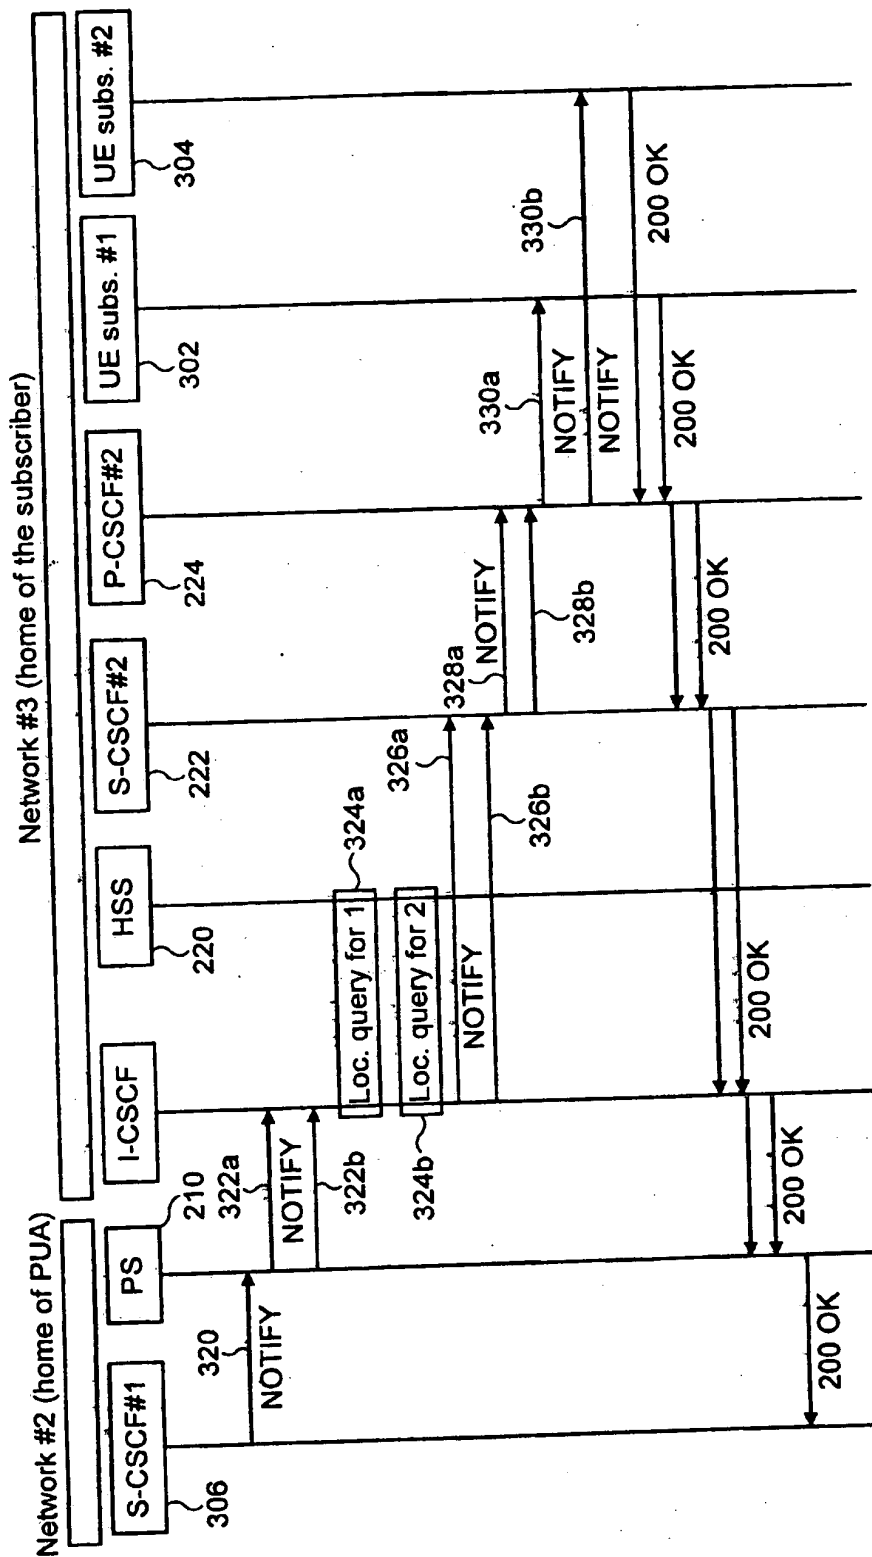 Network #2 (home of PUA)
Network #3 (home of the subscriber)
S-CSCF#1
PS
I-CSCF
HSS
S-CSCF#2
P-CSCF#2
UE subs. #1
UE subs. #2
306
210
220
222
224
302
304
320
NOTIFY
322a
NOTIFY
322b
Loc. query for 1
324a
Loc. query for 2
324b
326a
NOTIFY
326b
328a
NOTIFY
328b
330a
NOTIFY
330b
NOTIFY
200 OK
200 OK
200 OK
200 OK
200 OK
200 OK